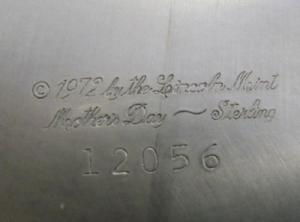 © 1972 by the Lincoln Mint
Mother's Day ~ Sterling
12056